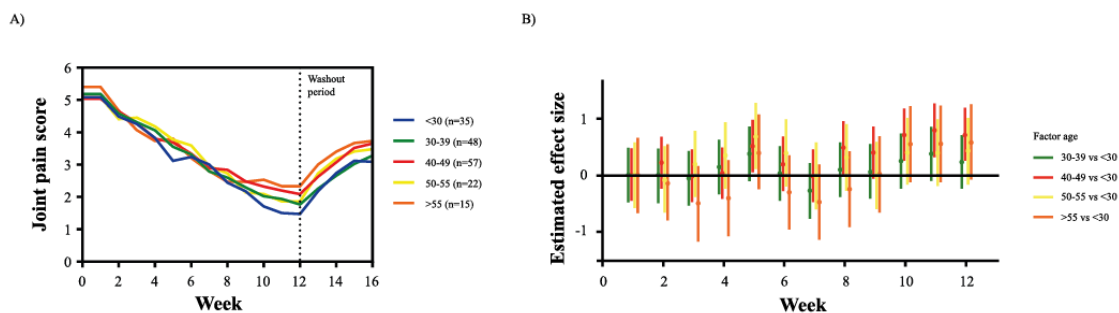 A)
B)
Joint pain score
6
5
4
3
2
1
0
0 2 4 6 8 10 12 14 16
Week
Washout
period
<30 (n=35)
30-39 (n=48)
40-49 (n=57)
50-55 (n=22)
>55 (n=15)
Estimated effect size
1
0
-1
0 2 4 6 8 10 12
Week
Factor age
30-39 vs <30
40-49 vs <30
50-55 vs <30
>55 vs <30